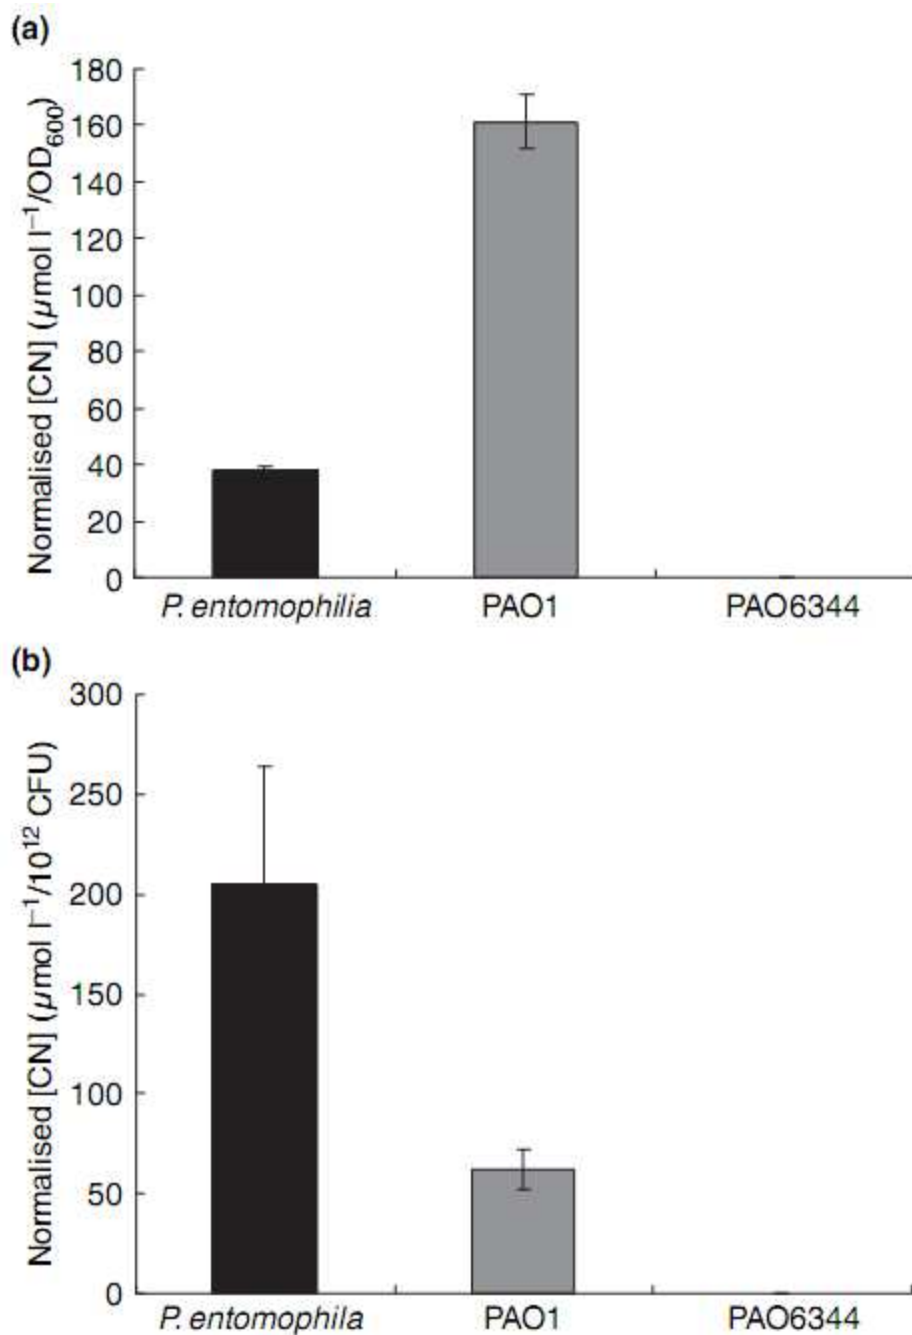 (a)
Normalised [CN] (μmol l⁻¹/OD₆₀₀)
180
160
140
120
100
80
60
40
20
0
P. entomophilia PAO1 PAO6344
(b)
Normalised [CN] (μmol l⁻¹/10¹² CFU)
300
250
200
150
100
50
0
P. entomophila PAO1 PAO6344